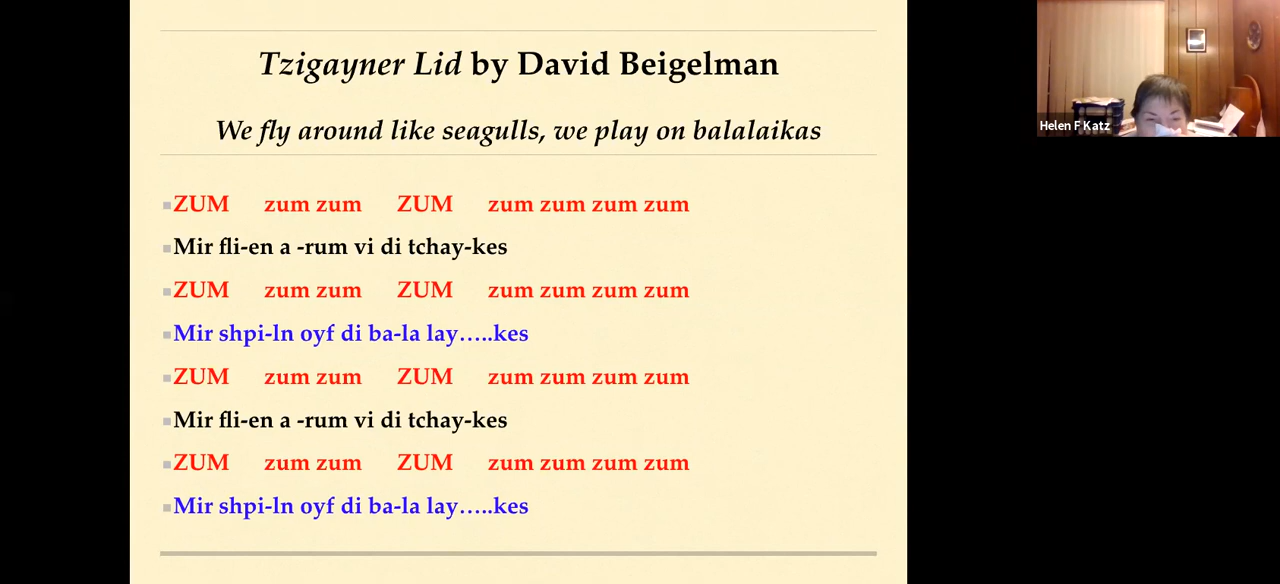 Tzigayner Lid by David Beigelman
We fly around like seagulls, we play on balalaikas
ZUM zum zum ZUM zum zum zum zum
Mir fli-en a -rum vi di tchay-kes
ZUM zum zum ZUM zum zum zum zum
Mir shpi-ln oyf di ba-la lay…..kes
ZUM zum zum ZUM zum zum zum zum
Mir fli-en a -rum vi di tchay-kes
ZUM zum zum ZUM zum zum zum zum
Mir shpi-ln oyf di ba-la lay…..kes
Helen F Katz